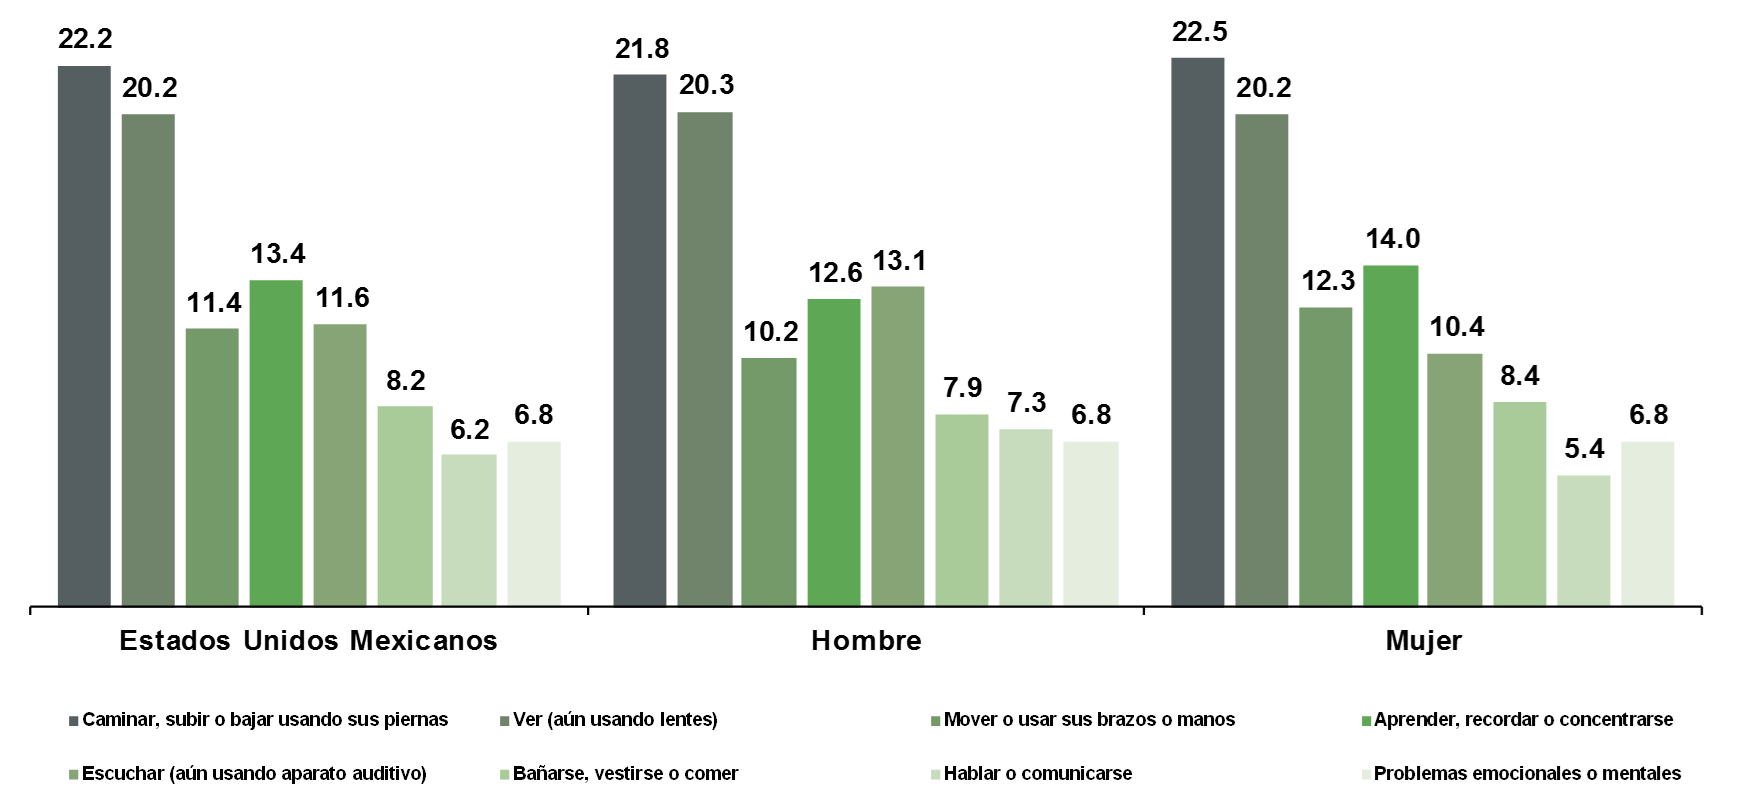 22.2
20.2
11.4
13.4
11.6
8.2
6.2
6.8
21.8
20.3
10.2
12.6
13.1
7.9
7.3
6.8
22.5
20.2
12.3
14.0
10.4
8.4
5.4
6.8
Estados Unidos Mexicanos
Hombre
Mujer
Caminar, subir o bajar usando sus piernas
Ver (aún usando lentes)
Mover o usar sus brazos o manos
Aprender, recordar o concentrarse
Escuchar (aún usando aparato auditivo)
Bañarse, vestirse o comer
Hablar o comunicarse
Problemas emocionales o mentales